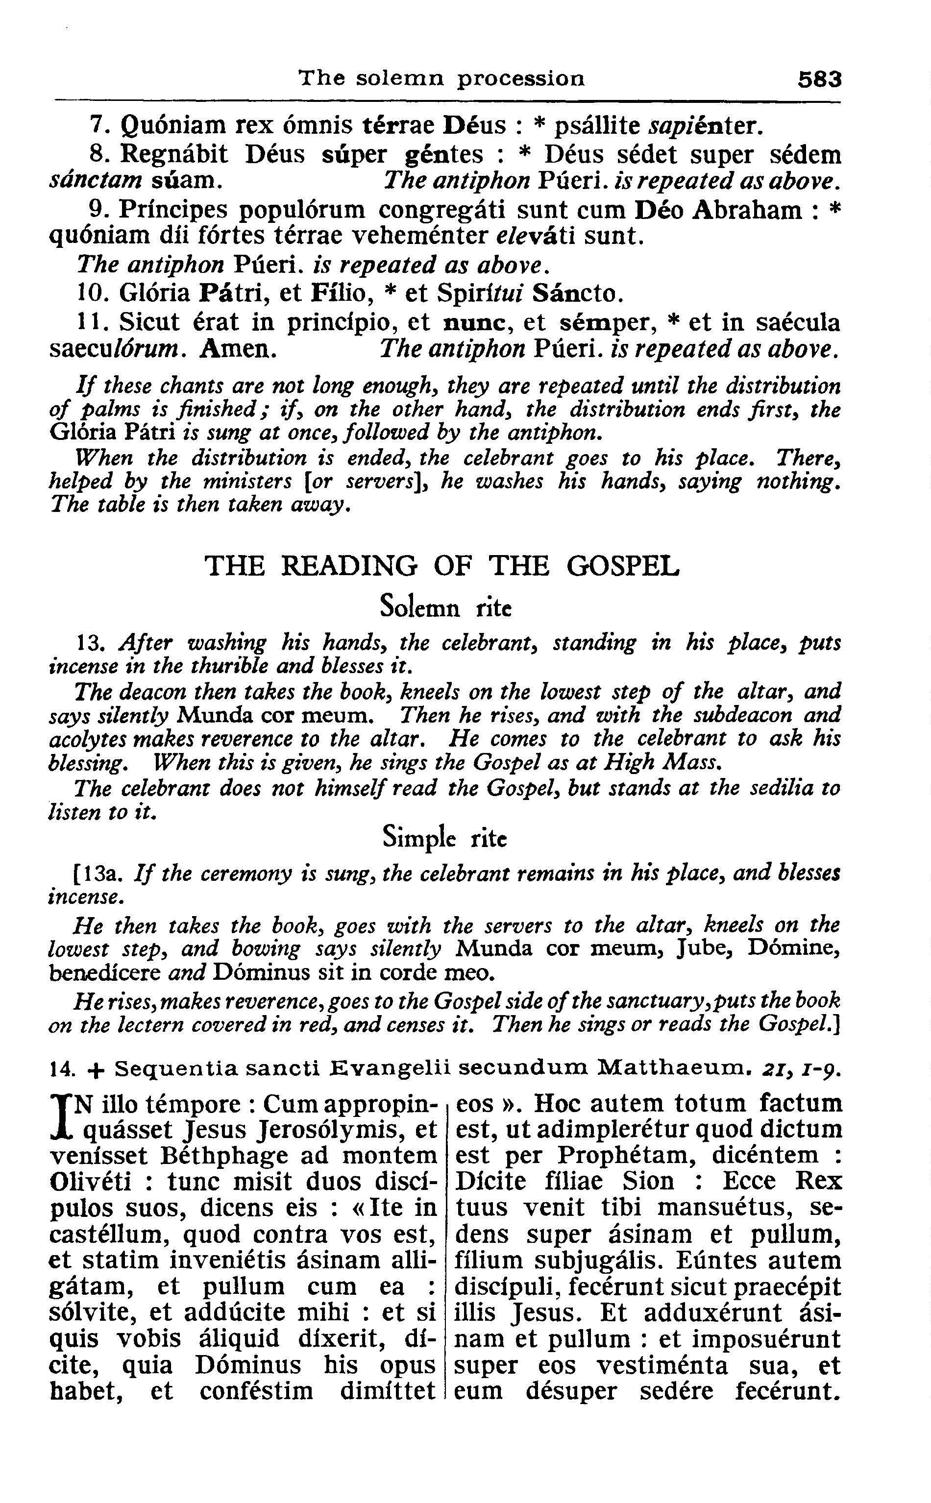 The solemn procession 583
7. Quóniam rex ómnis térrae Déus : * psállite sapiénter.
8. Regnábit Déus súper géntes : * Déus sédet super sédem
sánctam súam. The antiphon Púeri. is repeated as above.
9. Príncipes populórum congregáti sunt cum Déo Abraham : *
quóniam díi fórtes térrae veheménter eleváti sunt.
The antiphon Púeri. is repeated as above.
10. Glória Pátri, et Fílio, * et Spirítui Sáncto.
11. Sicut érat in princípio, et nunc, et sémper, * et in saécula
saeculórum. Amen. The antiphon Púeri. is repeated as above.
If these chants are not long enough, they are repeated until the distribution
of palms is finished; if, on the other hand, the distribution ends first, the
Glória Pátri is sung at once, followed by the antiphon.
When the distribution is ended, the celebrant goes to his place. There,
helped by the ministers [or servers], he washes his hands, saying nothing.
The table is then taken away.
THE READING OF THE GOSPEL
Solemn rite
13. After washing his hands, the celebrant, standing in his place, puts
incense in the thurible and blesses it.
The deacon then takes the book, kneels on the lowest step of the altar, and
says silently Munda cor meum. Then he rises, and with the subdeacon and
acolytes makes reverence to the altar. He comes to the celebrant to ask his
blessing. When this is given, he sings the Gospel as at High Mass.
The celebrant does not himself read the Gospel, but stands at the sedilia to
listen to it.
Simple rite
[13a. If the ceremony is sung, the celebrant remains in his place, and blesses
incense.
He then takes the book, goes with the servers to the altar, kneels on the
lowest step, and bowing says silently Munda cor meum, Jube, Dómine,
benedícere and Dóminus sit in corde meo.
He rises, makes reverence, goes to the Gospel side of the sanctuary, puts the book
on the lectern covered in red, and censes it. Then he sings or reads the Gospel.]
14. + Sequentia sancti Evangelii secundum Matthaeum. 21, 1-9.
IN illo témpore : Cum appropin-
quásset Jesus Jerosólymis, et
venísset Béthphage ad montem
Olivéti : tunc misit duos discí-
pulos suos, dicens eis : « Ite in
castéllum, quod contra vos est,
et statim inveniétis ásinam alli-
gátam, et pullum cum ea :
sólvite, et addúcite mihi : et si
quis vobis áliquid díxerit, dí-
cite, quia Dóminus his opus
habet, et conféstim dimíttet
eos ». Hoc autem totum factum
est, ut adimplerétur quod dictum
est per Prophétam, dicéntem :
Dícite fíliae Sion : Ecce Rex
tuus venit tibi mansuétus, se-
dens super ásinam et pullum,
fílium subjugális. Eúntes autem
discípuli, fecérunt sicut praecépit
illis Jesus. Et adduxérunt ási-
nam et pullum : et imposuérunt
super eos vestiménta sua, et
eum désuper sedére fecérunt.